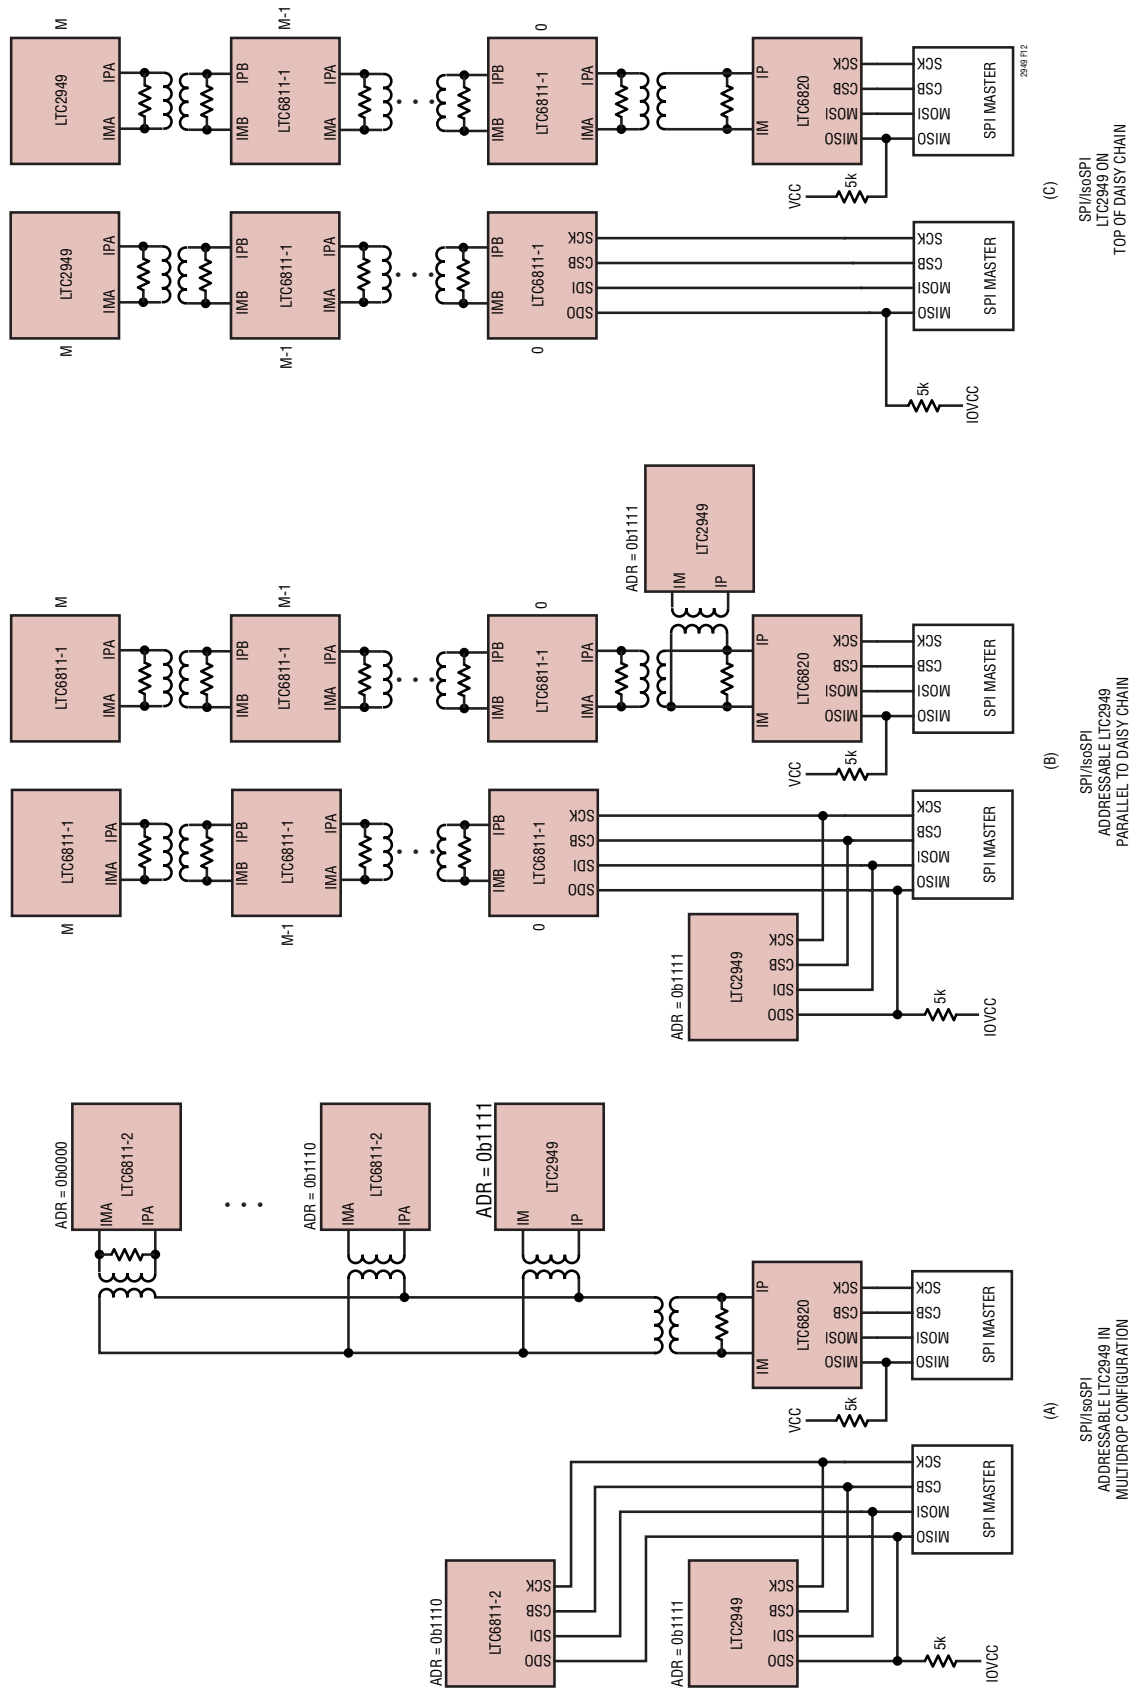 ADR = 0b1110
LTC6811-2
SDO
SDI
CSB
SCK
ADR = 0b1111
LTC2949
SDO
SDI
CSB
SCK
5k
IOVCC
MISO
MOSI
CSB
SCK
SPI MASTER
ADR = 0b0000
LTC6811-2
IMA
IPA
ADR = 0b1110
LTC6811-2
IMA
IPA
ADR = 0b1111
LTC2949
IM
IP
IM
IP
LTC6820
MISO
MOSI
CSB
SCK
VCC
5k
MISO
MOSI
CSB
SCK
SPI MASTER
(A)
SPI/IsoSPI
ADDRESSABLE LTC2949 IN
MULTIDROP CONFIGURATION
M
LTC6811-1
IMA
IPA
M-1
IMB
IPB
LTC6811-1
IMA
IPA
0
IMB
IPB
LTC6811-1
SDO
SDI
CSB
SCK
ADR = 0b1111
LTC2949
SDO
SDI
CSB
SCK
5k
IOVCC
MISO
MOSI
CSB
SCK
SPI MASTER
M
LTC6811-1
IMA
IPA
M-1
IMB
IPB
LTC6811-1
IMA
IPA
0
IMB
IPB
LTC6811-1
IMA
IPA
ADR = 0b1111
LTC2949
IM
IP
IM
IP
LTC6820
MISO
MOSI
CSB
SCK
VCC
5k
MISO
MOSI
CSB
SCK
SPI MASTER
(B)
SPI/IsoSPI
ADDRESSABLE LTC2949
PARALLEL TO DAISY CHAIN
M
LTC2949
IMA
IPA
M-1
IMB
IPB
LTC6811-1
IMA
IPA
0
IMB
IPB
LTC6811-1
SDO
SDI
CSB
SCK
5k
IOVCC
MISO
MOSI
CSB
SCK
SPI MASTER
M
LTC2949
IMA
IPA
M-1
IMB
IPB
LTC6811-1
IMA
IPA
0
IMB
IPB
LTC6811-1
IMA
IPA
IM
IP
LTC6820
MISO
MOSI
CSB
SCK
VCC
5k
MISO
MOSI
CSB
SCK
SPI MASTER
2949 F12
(C)
SPI/IsoSPI
LTC2949 ON
TOP OF DAISY CHAIN